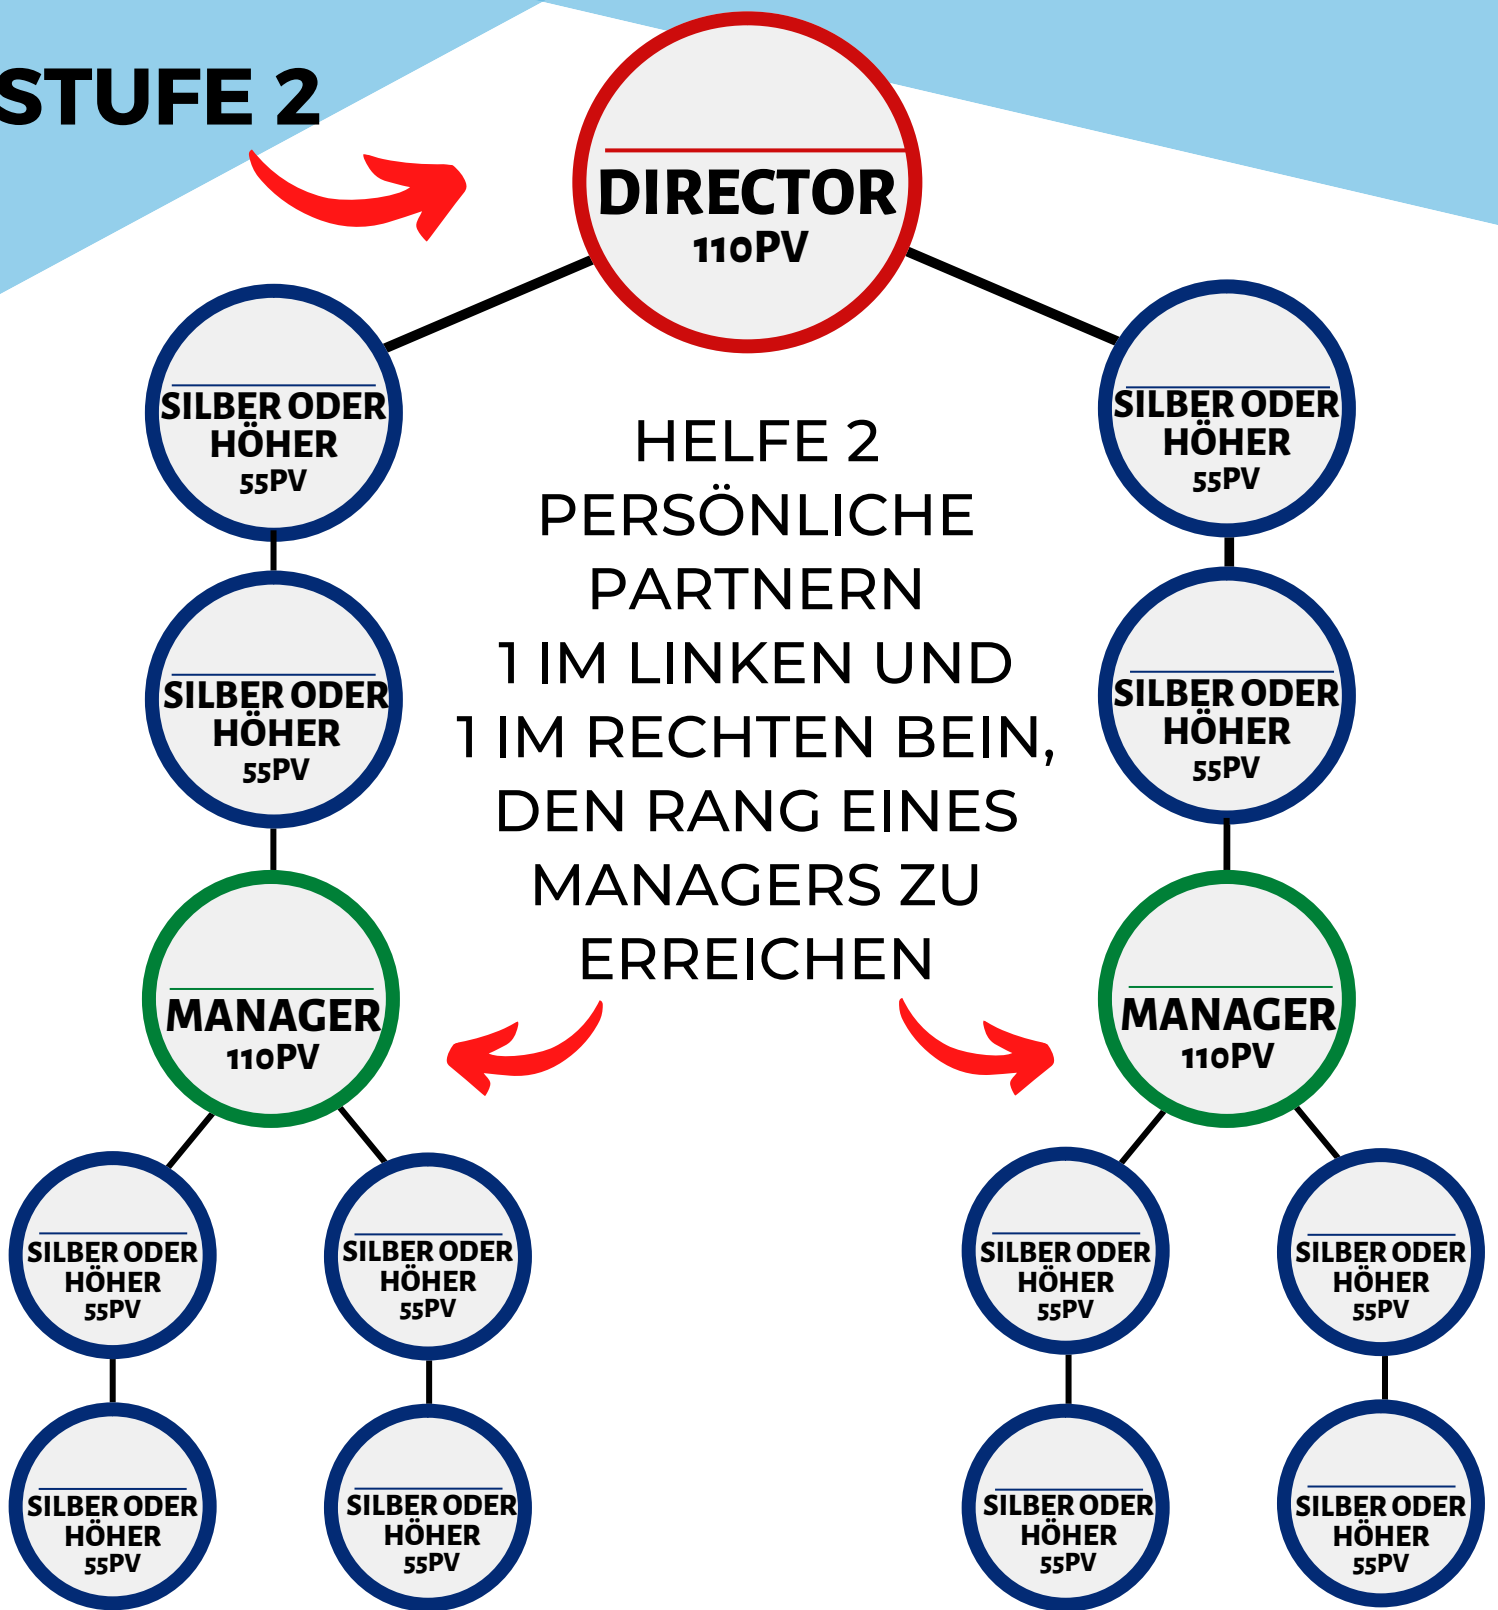 STUFE 2
DIRECTOR
110PV
SILBER ODER
HÖHER
55PV
SILBER ODER
HÖHER
55PV
HELFE 2
PERSÖNLICHE
PARTNERN
1 IM LINKEN UND
1 IM RECHTEN BEIN,
DEN RANG EINES
MANAGERS ZU
ERREICHEN
SILBER ODER
HÖHER
55PV
SILBER ODER
HÖHER
55PV
MANAGER
110PV
MANAGER
110PV
SILBER ODER
HÖHER
55PV
SILBER ODER
HÖHER
55PV
SILBER ODER
HÖHER
55PV
SILBER ODER
HÖHER
55PV
SILBER ODER
HÖHER
55PV
SILBER ODER
HÖHER
55PV
SILBER ODER
HÖHER
55PV
SILBER ODER
HÖHER
55PV